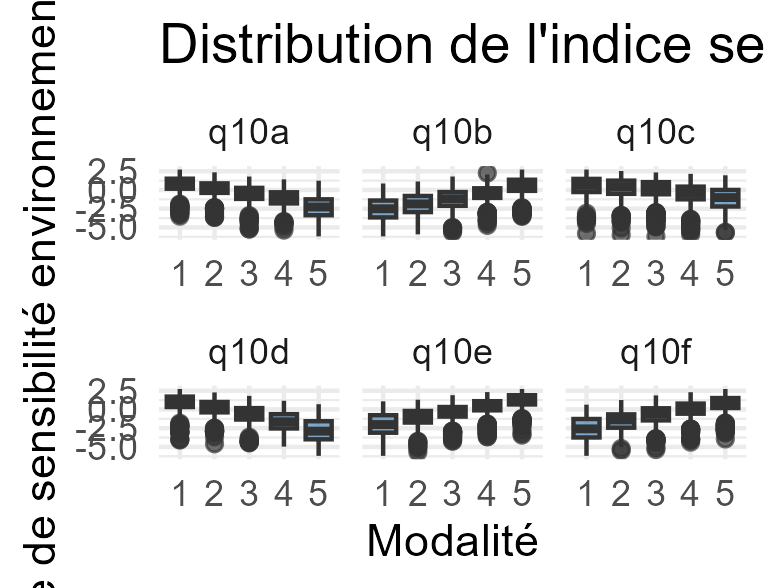 Distribution de l'indice se
e de sensibilité environnemen
q10a
q10b
q10c
2.5
0.0
-2.5
-5.0
1 2 3 4 5
1 2 3 4 5
1 2 3 4 5
q10d
q10e
q10f
2.5
0.0
-2.5
-5.0
1 2 3 4 5
1 2 3 4 5
1 2 3 4 5
Modalité